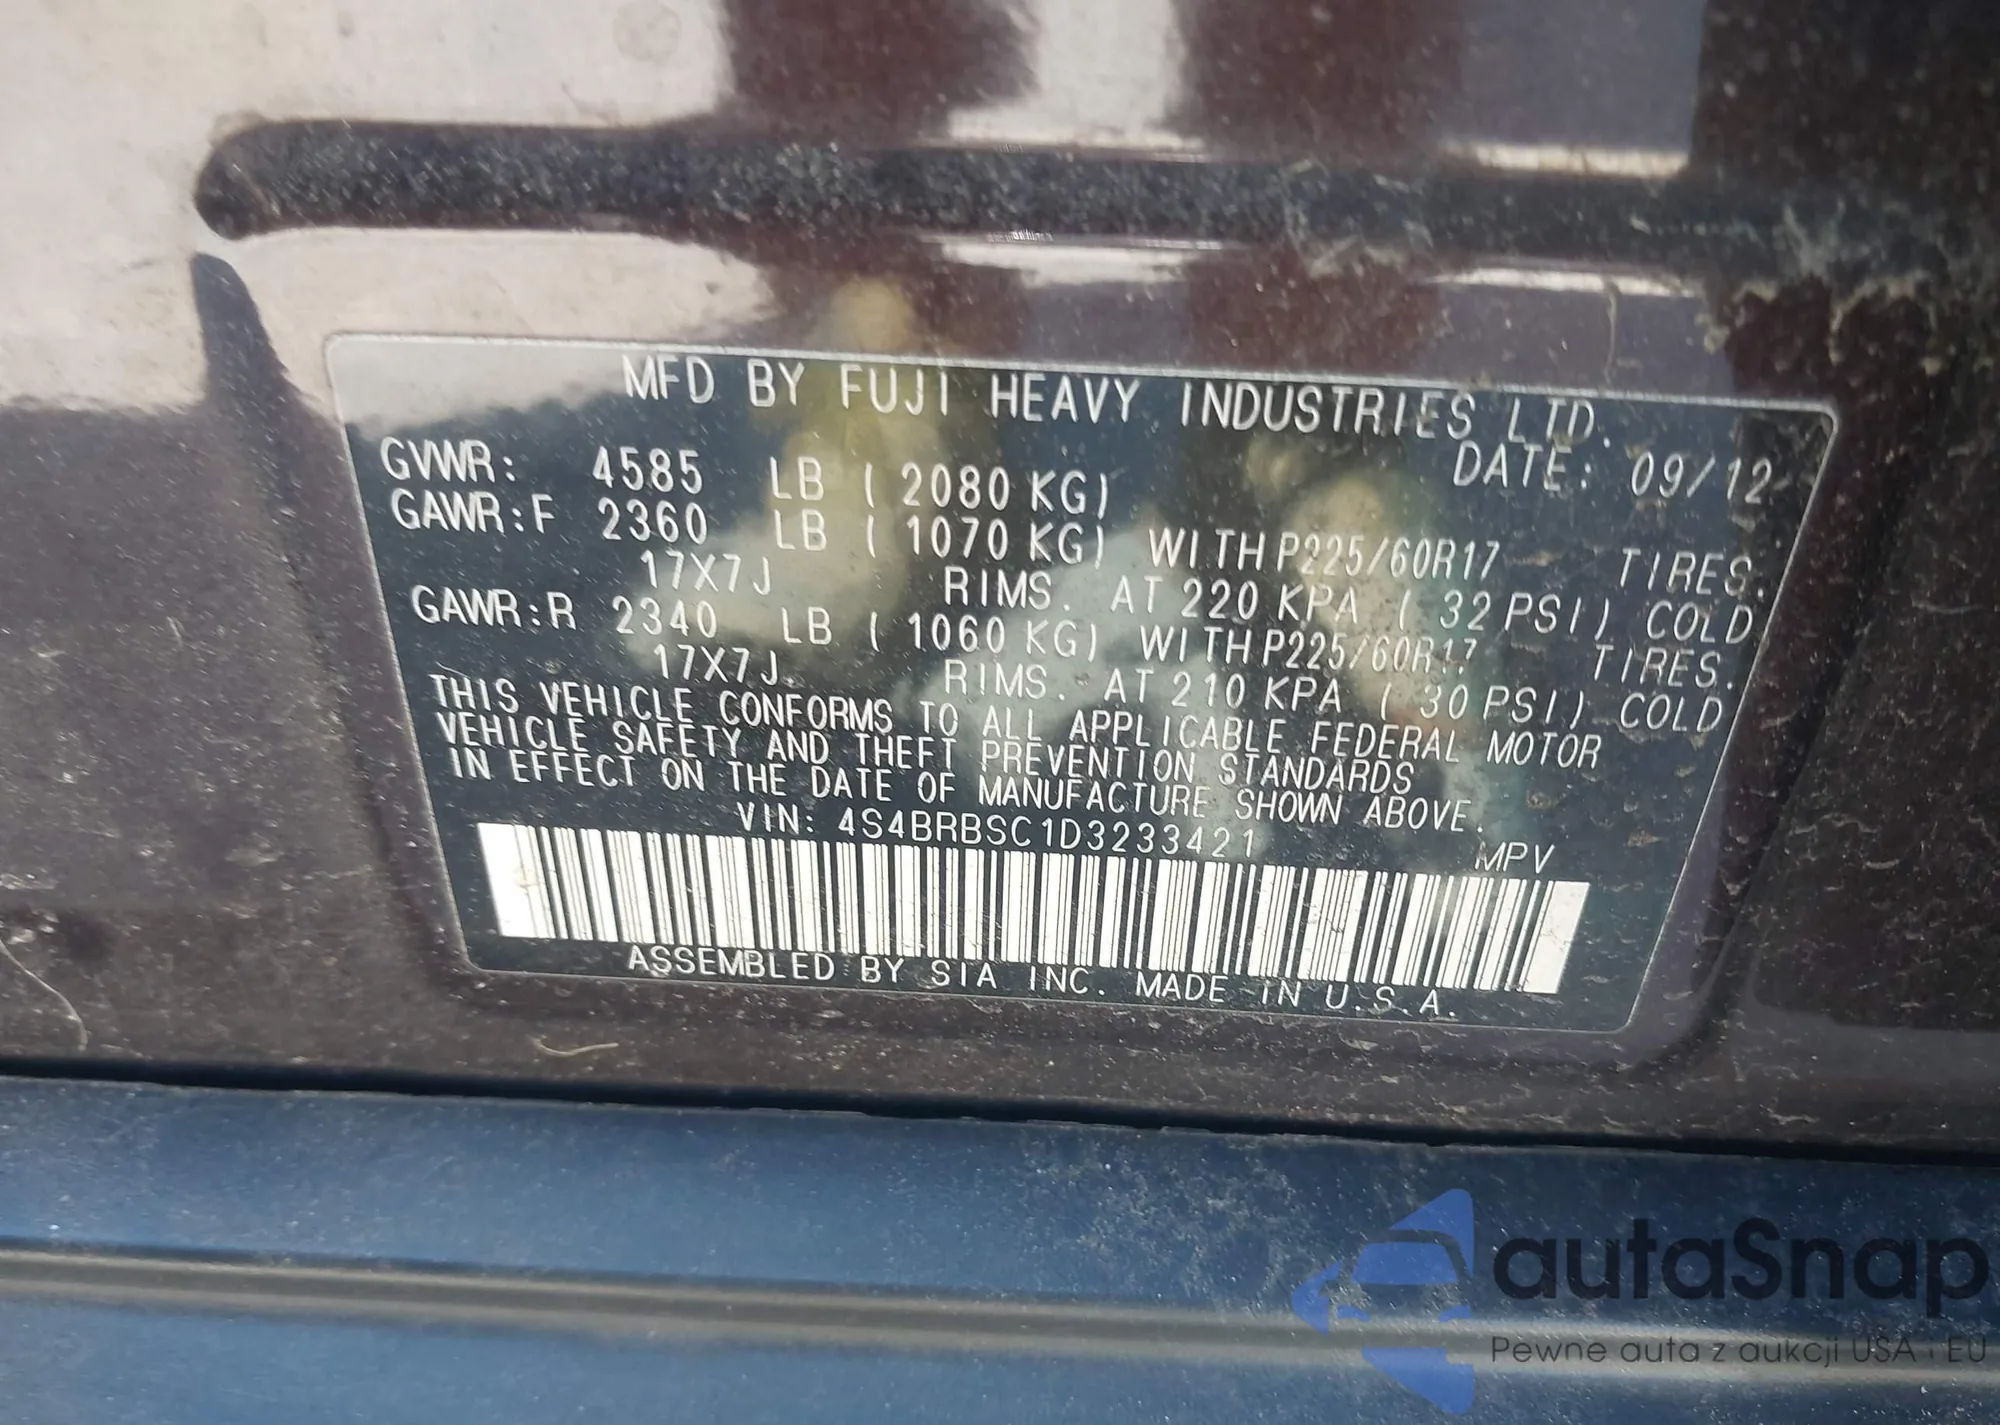 MFD BY FUJI HEAVY INDUSTRIES LTD.
DATE: 09/12
GVWR: 4585 LB ( 2080 KG)
GAWR:F 2360 LB ( 1070 KG) WITH P225/60R17 TIRES.
17X7J RIMS. AT 220 KPA ( 32 PSI) COLD
GAWR:R 2340 LB ( 1060 KG) WITH P225/60R17 TIRES.
17X7J RIMS. AT 210 KPA ( 30 PSI) COLD
THIS VEHICLE CONFORMS TO ALL APPLICABLE FEDERAL MOTOR
VEHICLE SAFETY AND THEFT PREVENTION STANDARDS
IN EFFECT ON THE DATE OF MANUFACTURE SHOWN ABOVE.
VIN: 4S4BRBSC1D3233421 MPV
ASSEMBLED BY SIA INC. MADE IN U.S.A.
autaSnap
Pewne auta z aukcji USA i EU